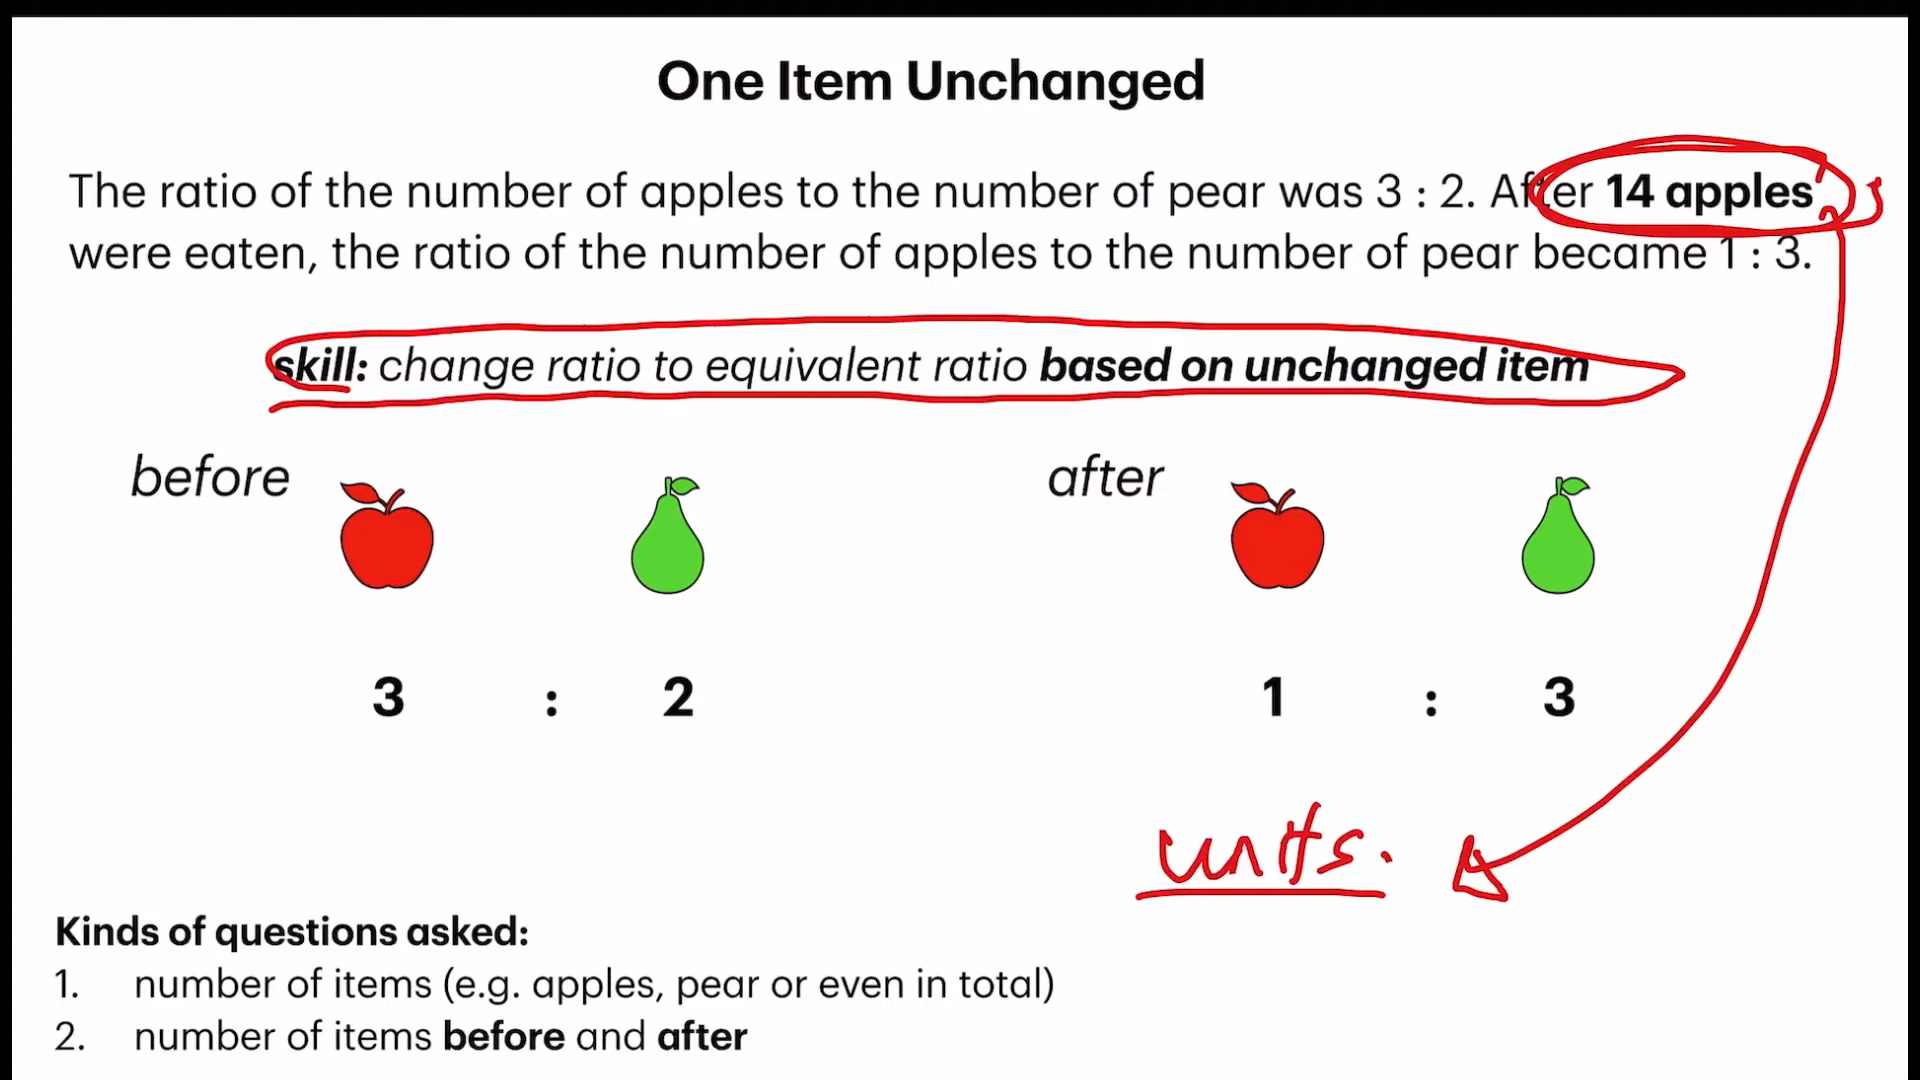 One Item Unchanged
The ratio of the number of apples to the number of pear was 3 : 2. After 14 apples
were eaten, the ratio of the number of apples to the number of pear became 1 : 3.
skill: change ratio to equivalent ratio based on unchanged item
before
after
3 : 2
1 : 3
units.
Kinds of questions asked:
1. number of items (e.g. apples, pear or even in total)
2. number of items before and after